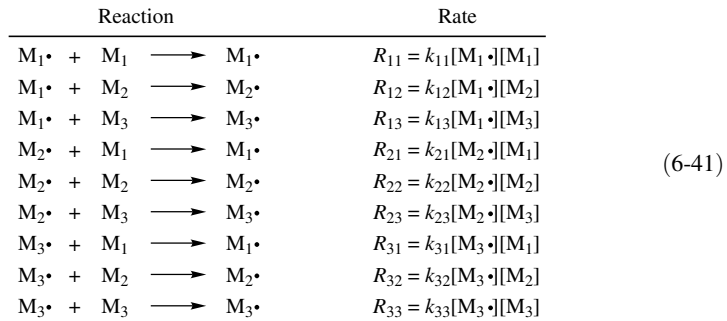 Reaction Rate
M₁• + M₁ ⟶ M₁• R₁₁ = k₁₁[M₁•][M₁]
M₁• + M₂ ⟶ M₂• R₁₂ = k₁₂[M₁•][M₂]
M₁• + M₃ ⟶ M₃• R₁₃ = k₁₃[M₁•][M₃]
M₂• + M₁ ⟶ M₁• R₂₁ = k₂₁[M₂•][M₁]
M₂• + M₂ ⟶ M₂• R₂₂ = k₂₂[M₂•][M₂] (6-41)
M₂• + M₃ ⟶ M₃• R₂₃ = k₂₃[M₂•][M₃]
M₃• + M₁ ⟶ M₁• R₃₁ = k₃₁[M₃•][M₁]
M₃• + M₂ ⟶ M₂• R₃₂ = k₃₂[M₃•][M₂]
M₃• + M₃ ⟶ M₃• R₃₃ = k₃₃[M₃•][M₃]